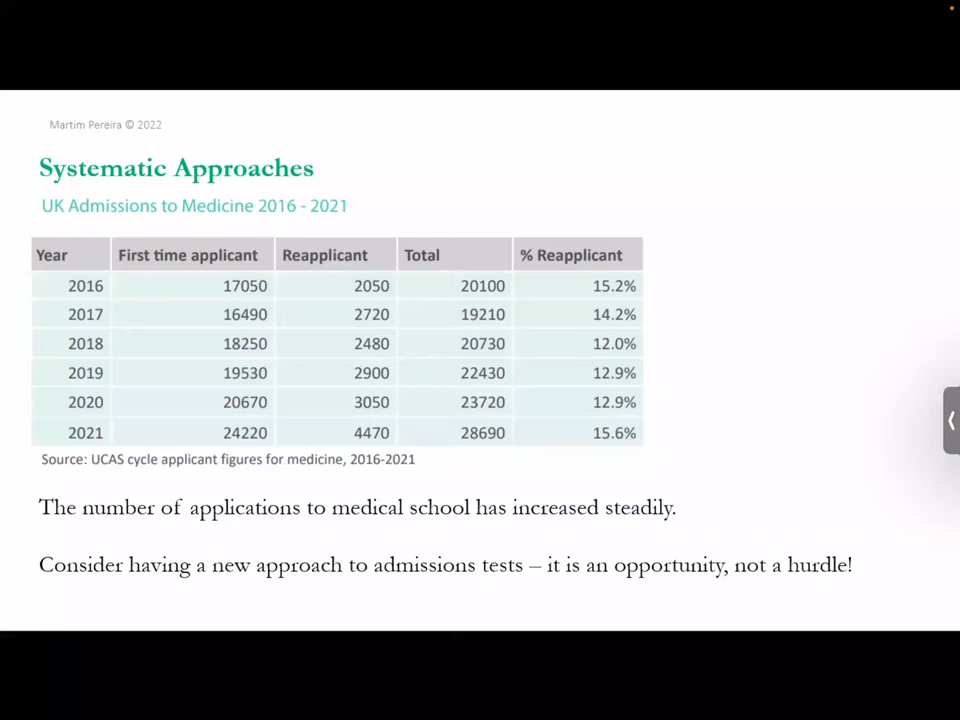 Martim Pereira © 2022
Systematic Approaches
UK Admissions to Medicine 2016 - 2021
Year First time applicant Reapplicant Total % Reapplicant
2016 17050 2050 20100 15.2%
2017 16490 2720 19210 14.2%
2018 18250 2480 20730 12.0%
2019 19530 2900 22430 12.9%
2020 20670 3050 23720 12.9%
2021 24220 4470 28690 15.6%
Source: UCAS cycle applicant figures for medicine, 2016-2021
The number of applications to medical school has increased steadily.
Consider having a new approach to admissions tests – it is an opportunity, not a hurdle!